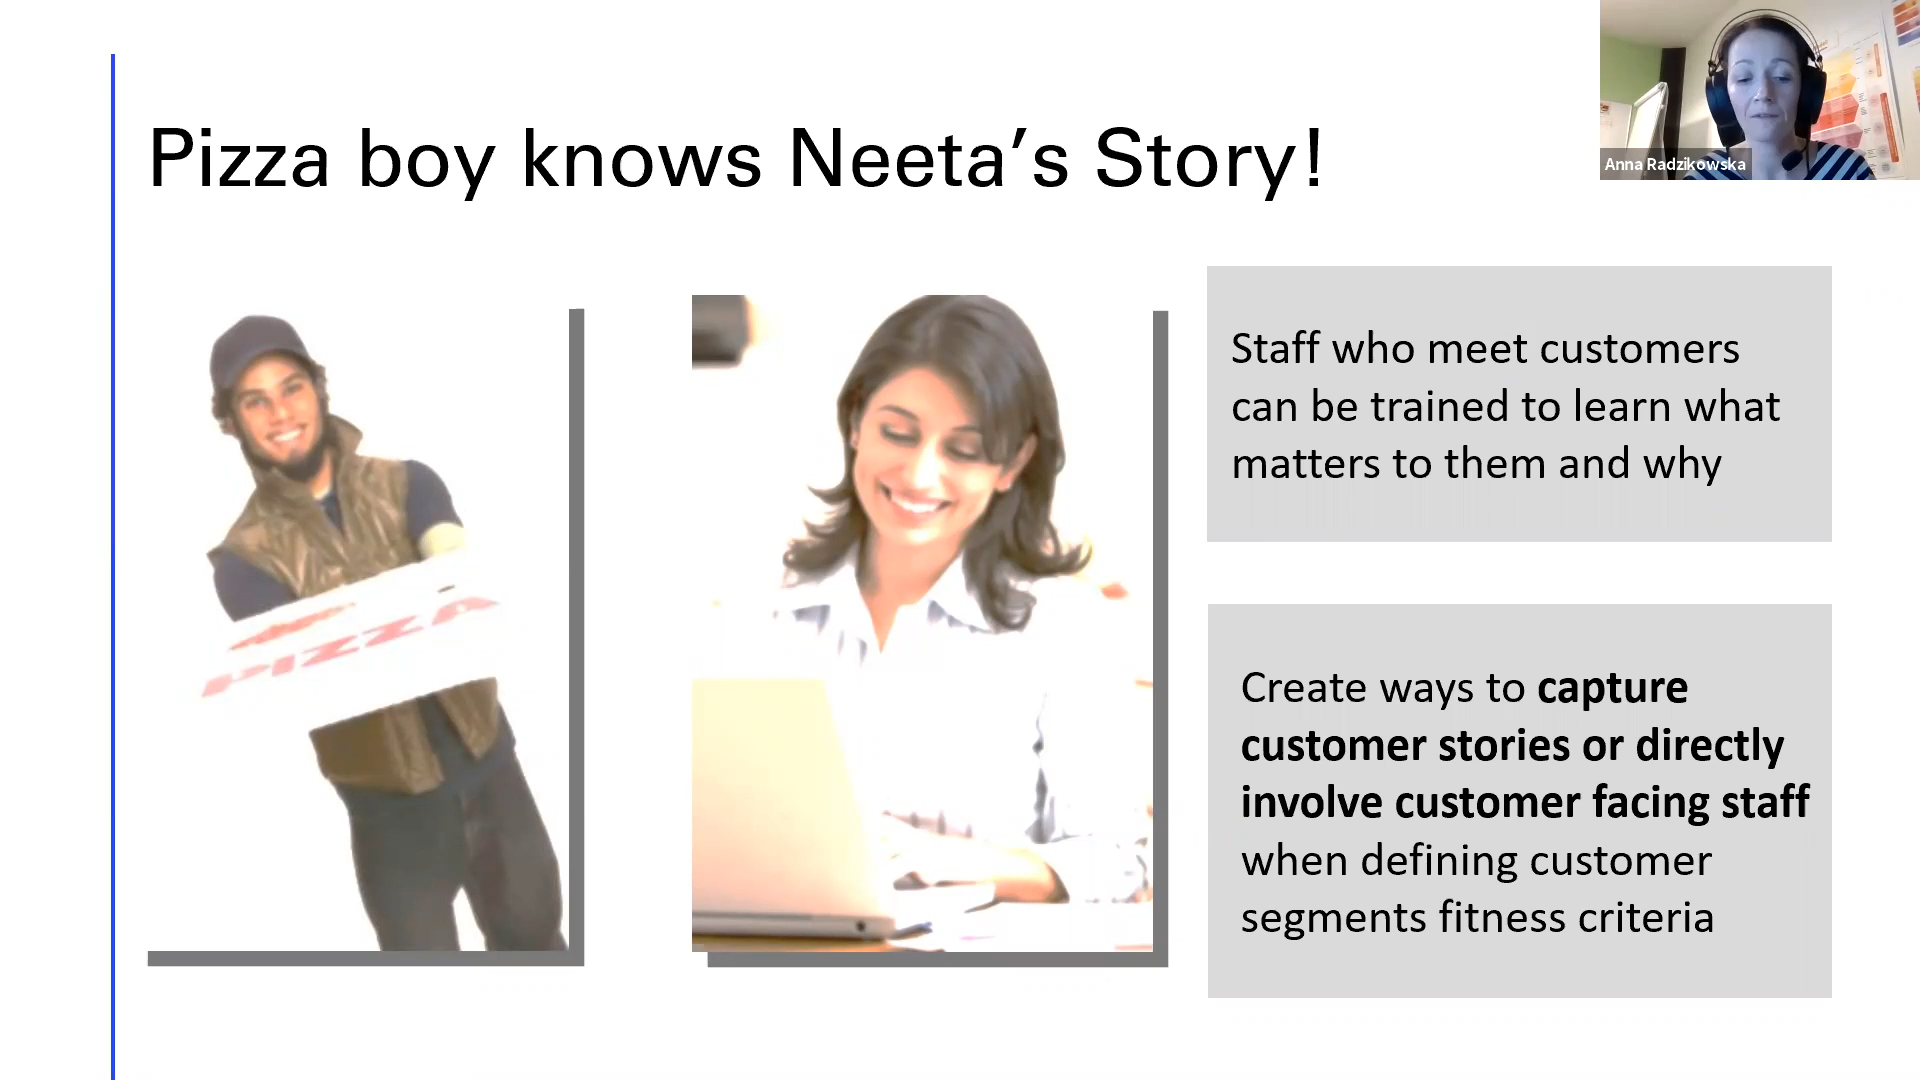 Pizza boy knows Neeta’s Story!
Anna Radzikowska
PIZZA
Staff who meet customers
can be trained to learn what
matters to them and why
Create ways to capture
customer stories or directly
involve customer facing staff
when defining customer
segments fitness criteria